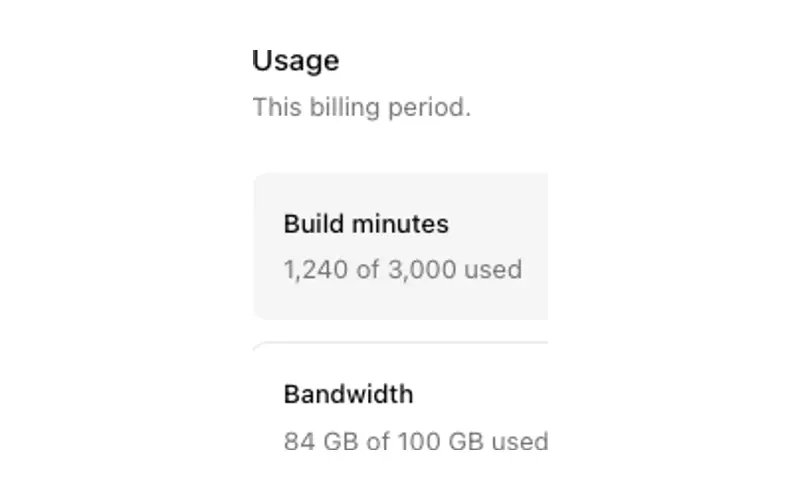 Usage
This billing period.
Build minutes
1,240 of 3,000 used
Bandwidth
84 GB of 100 GB used